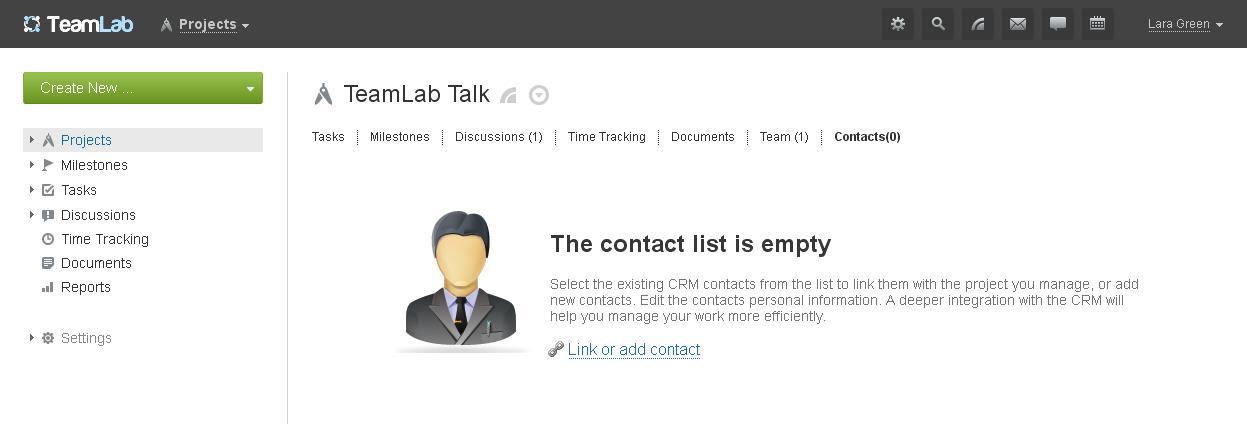 TeamLab Projects Lara Green
Create New ...
Projects
Milestones
Tasks
Discussions
Time Tracking
Documents
Reports
Settings
TeamLab Talk
Tasks Milestones Discussions (1) Time Tracking Documents Team (1) Contacts(0)
The contact list is empty
Select the existing CRM contacts from the list to link them with the project you manage, or add
new contacts. Edit the contacts personal information. A deeper integration with the CRM will
help you manage your work more efficiently.
Link or add contact